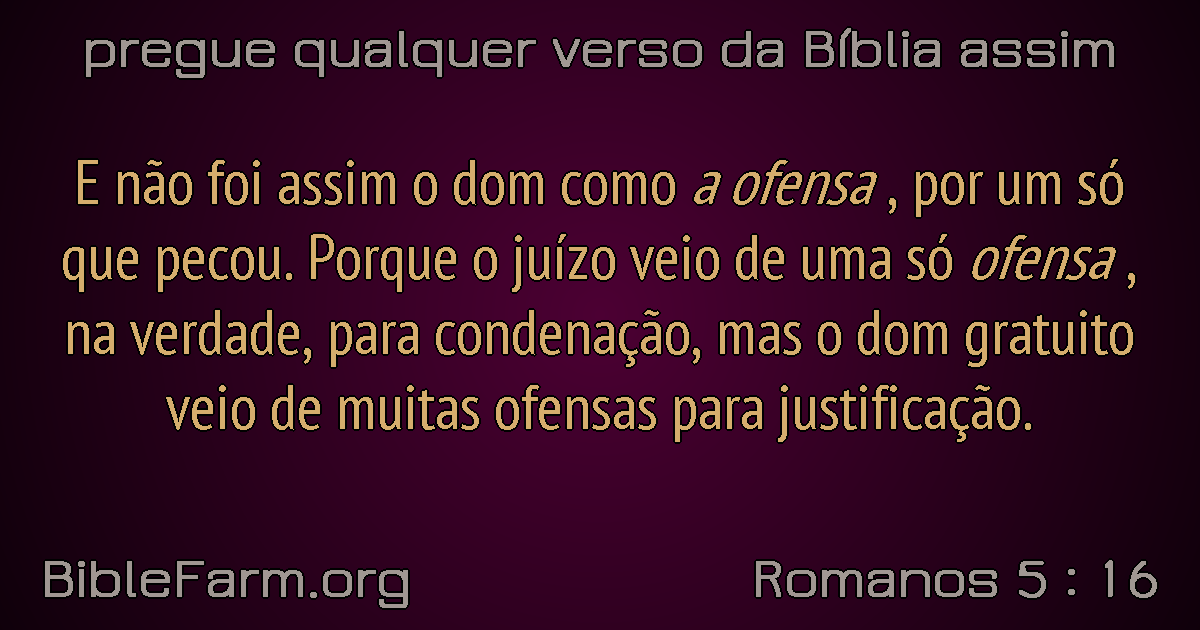 pregue qualquer verso da Bíblia assim
E não foi assim o dom como a ofensa , por um só
que pecou. Porque o juízo veio de uma só ofensa ,
na verdade, para condenação, mas o dom gratuito
veio de muitas ofensas para justificação.
BibleFarm.org
Romanos 5 : 16